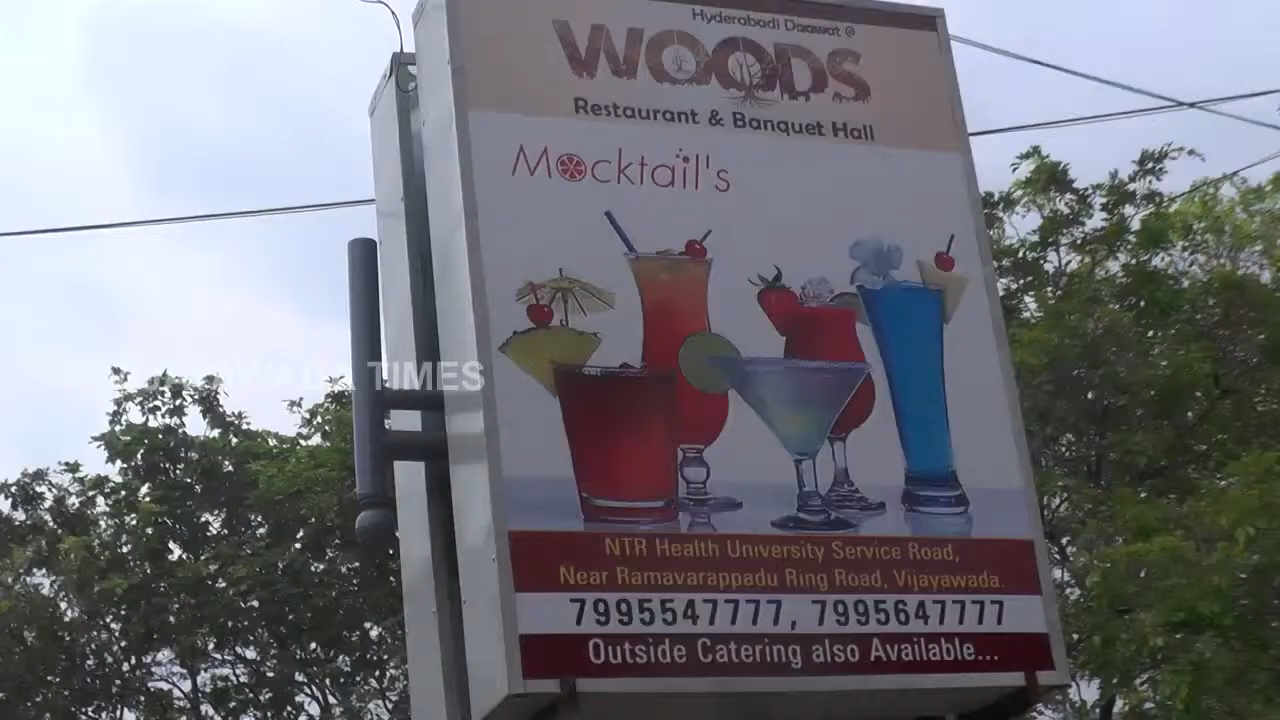 Hyderabadi Daawat @
WOODS
Restaurant & Banquet Hall
Mocktail's
TIMES
NTR Health University Service Road,
Near Ramavarappadu Ring Road, Vijayawada.
7995547777, 7995647777
Outside Catering also Available...